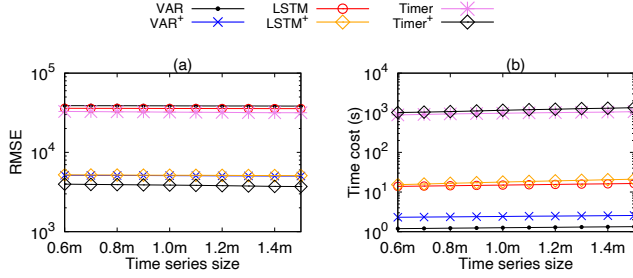 VAR LSTM Timer
VAR+ LSTM+ Timer+
(a) (b)
RMSE
10^5
10^4
10^3
0.6m 0.8m 1.0m 1.2m 1.4m
Time series size
Time cost (s)
10^4
10^3
10^2
10^1
10^0
0.6m 0.8m 1.0m 1.2m 1.4m
Time series size